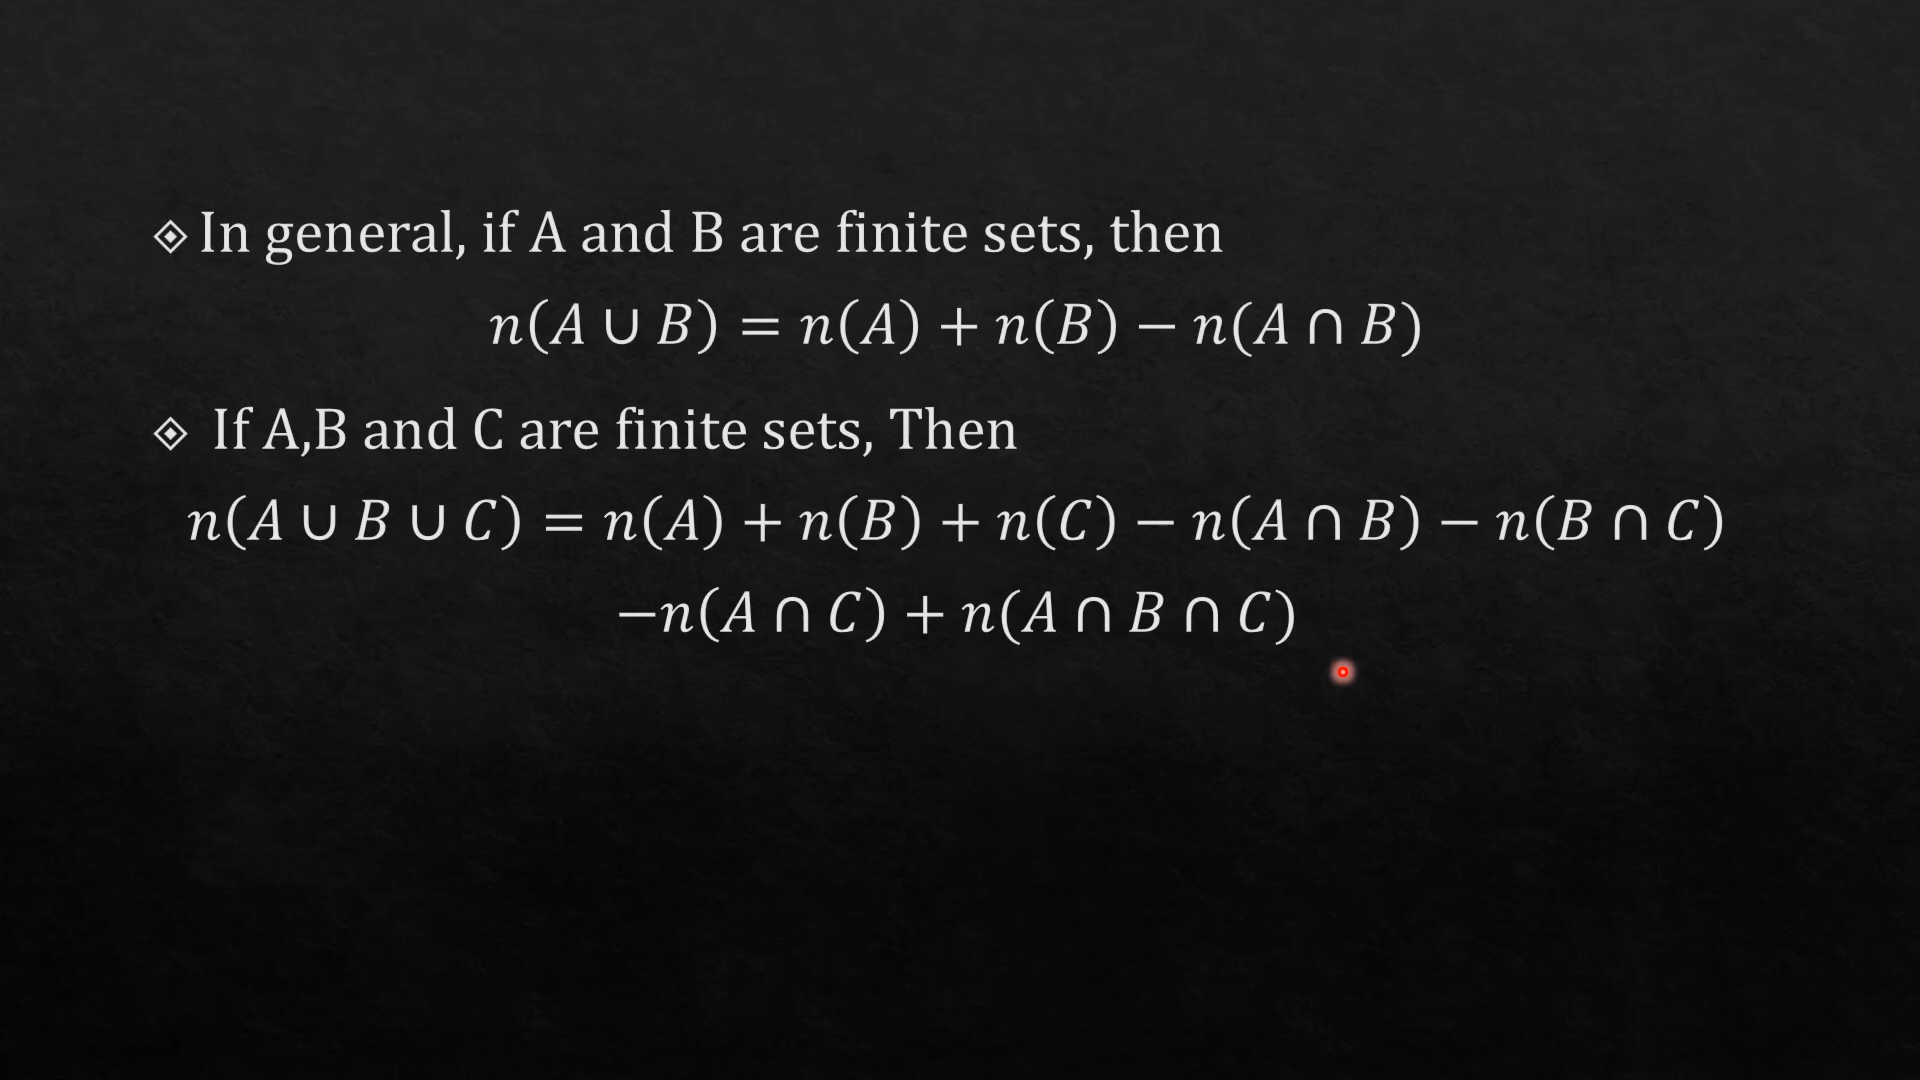 In general, if A and B are finite sets, then
n(A ∪ B) = n(A) + n(B) − n(A ∩ B)
If A,B and C are finite sets, Then
n(A ∪ B ∪ C) = n(A) + n(B) + n(C) − n(A ∩ B) − n(B ∩ C)
−n(A ∩ C) + n(A ∩ B ∩ C)